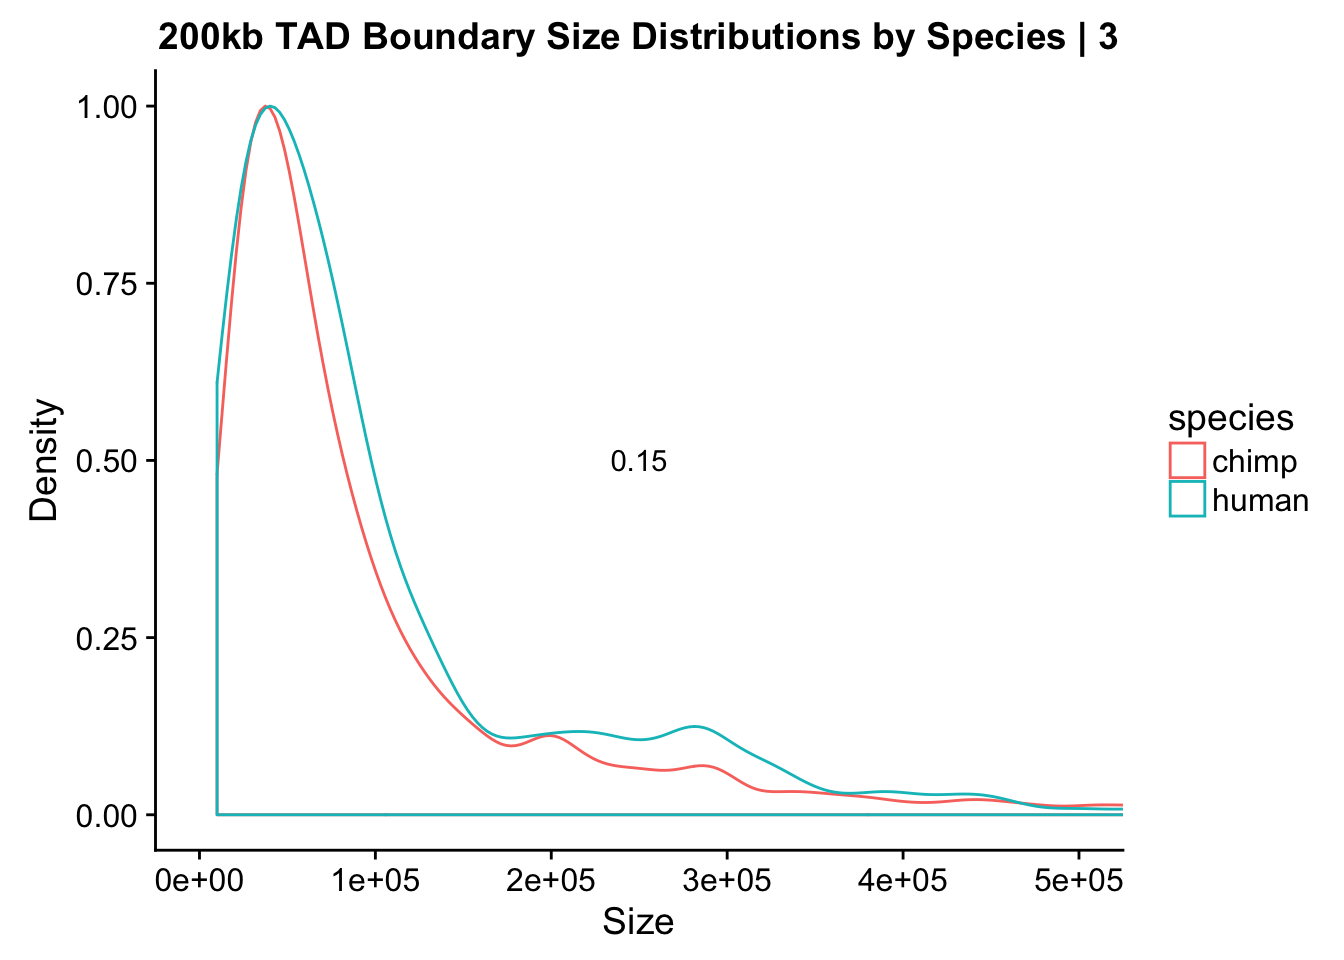 200kb TAD Boundary Size Distributions by Species | 3
1.00
0.75
0.50
0.25
0.00
Density
0.15
0e+00
1e+05
2e+05
3e+05
4e+05
5e+05
Size
species
chimp
human